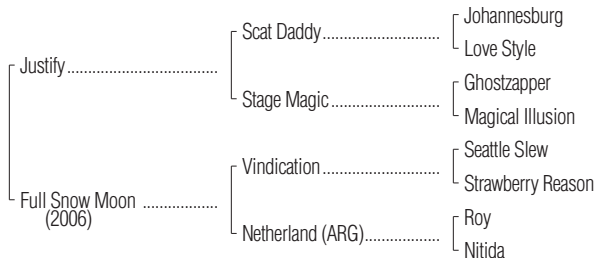 Johannesburg
Scat Daddy..............................
Love Style
Justify......................................
Ghostzapper
Stage Magic............................
Magical Illusion
Seattle Slew
Vindication..............................
Strawberry Reason
Full Snow Moon ....................
(2006)
Roy
Netherland (ARG)....................
Nitida